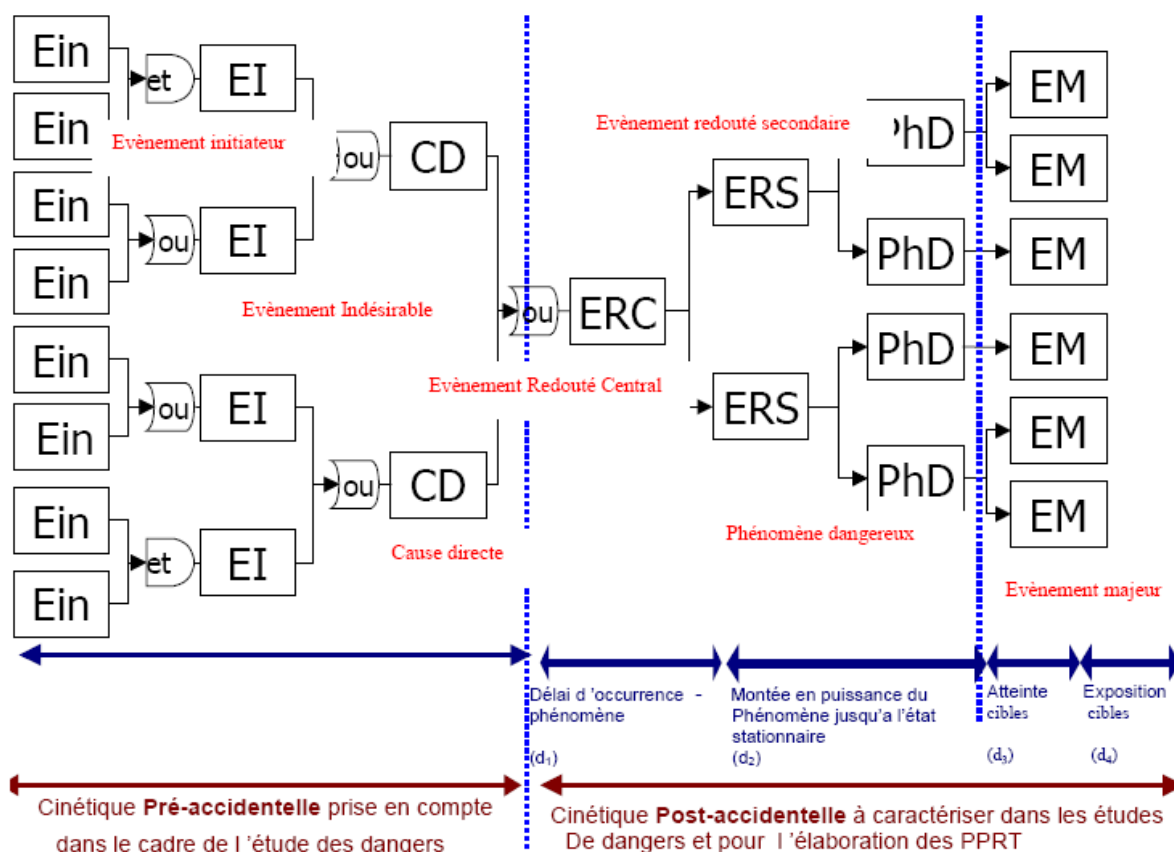 Ein
et
EI
Ein
Evènement initiateur
ou
CD
Ein
ou
EI
Ein
Evènement Indésirable
Ein
ou
EI
Ein
ou
CD
Ein
et
EI
Ein
Cause directe
ou
ERC
Evènement Redouté Central
Evènement redouté secondaire
ERS
ERS
PhD
PhD
PhD
PhD
Phénomène dangereux
EM
EM
EM
EM
EM
EM
Evènement majeur
Délai d 'occurrence -
phénomène
(d₁)
Montée en puissance du
Phénomène jusqu'a l'état
stationnaire
(d₂)
Atteinte
cibles
(d₃)
Exposition
cibles
(d₄)
Cinétique Pré-accidentelle prise en compte
dans le cadre de l 'étude des dangers
Cinétique Post-accidentelle à caractériser dans les études
De dangers et pour l 'élaboration des PPRT